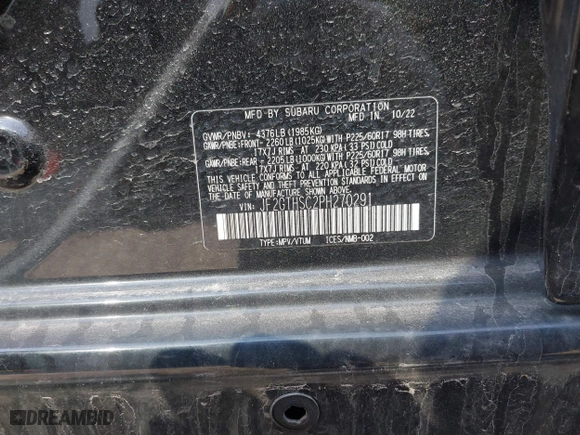 MFD BY SUBARU CORPORATION
MFD IN 10/22
GVWR/PNBV: 4376LB(1985KG)
GAWR/PNBE:FRONT- 2260LB(1025KG)WITH P225/60R17 98H TIRES,
17X7J RIMS AT 230 KPA(33 PSI)COLD
GAWR/PNBE:REAR - 2205LB(1000KG)WITH P225/60R17 98H TIRES,
17X7J RIMS AT 220 KPA(32 PSI)COLD
THIS VEHICLE CONFORMS TO ALL APPLICABLE FEDERAL MOTOR
VEHICLE SAFETY AND THEFT PREVENTION STANDARDS IN EFFECT ON
THE DATE OF MANUFACTURE SHOWN ABOVE.
VIN: JF2GTHSC2PH270291
TYPE:MPV/VTUM ICES/NMB-002
DREAMBID